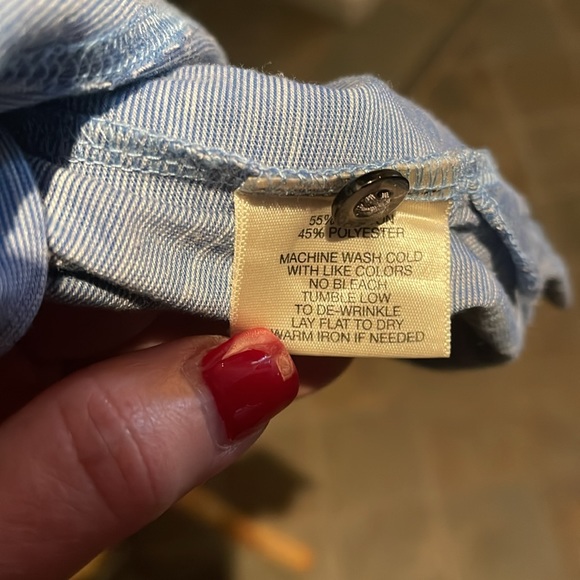 55%
45% POLYESTER
MACHINE WASH COLD
WITH LIKE COLORS
NO BLEACH
TUMBLE LOW
TO DE-WRINKLE
LAY FLAT TO DRY
WARM IRON IF NEEDED